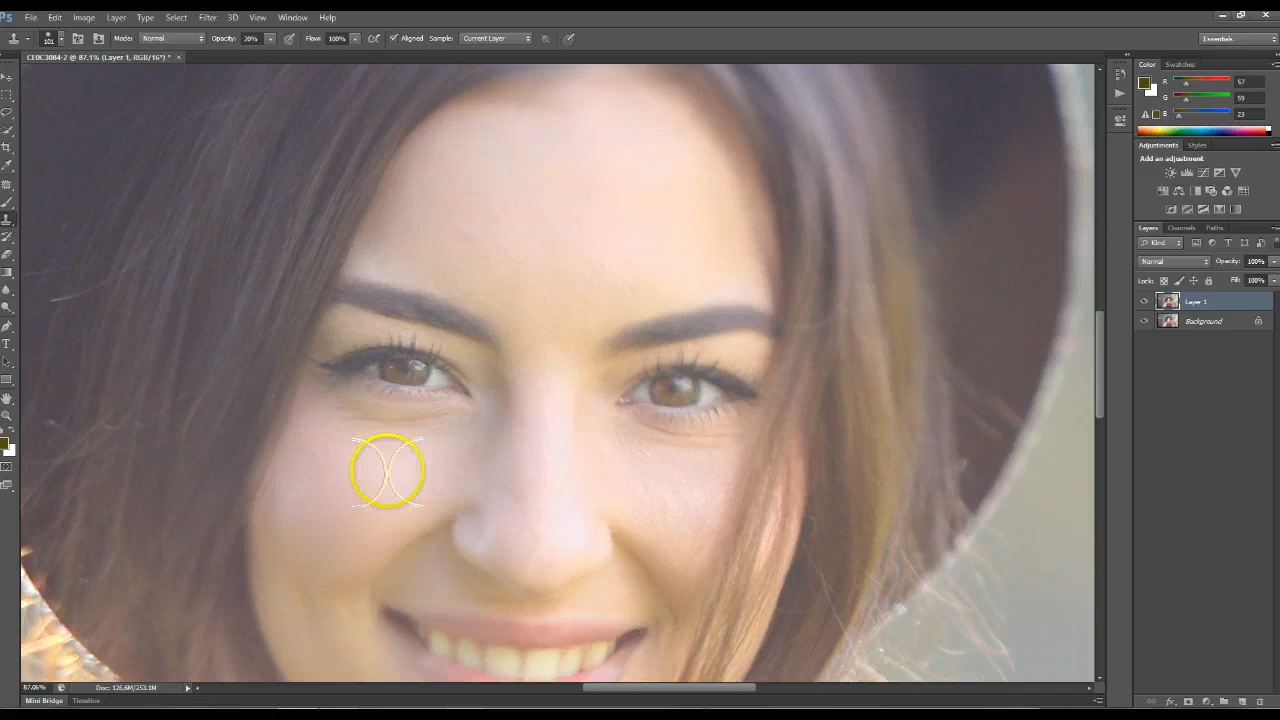 Ps File Edit Image Layer Type Select Filter 3D View Window Help
101 Mode: Normal Opacity: 20% Flow: 100% Aligned Sample: Current Layer Essentials
CE0C3084-2 @ 87.1% (Layer 1, RGB/16*) * ×
Color Swatches
R 57
G 59
B 23
Adjustments Styles
Add an adjustment
Layers Channels Paths
Kind
Normal Opacity: 100%
Lock: Fill: 100%
Layer 1
Background
87.06% Doc: 126.6M/253.1M
Mini Bridge Timeline